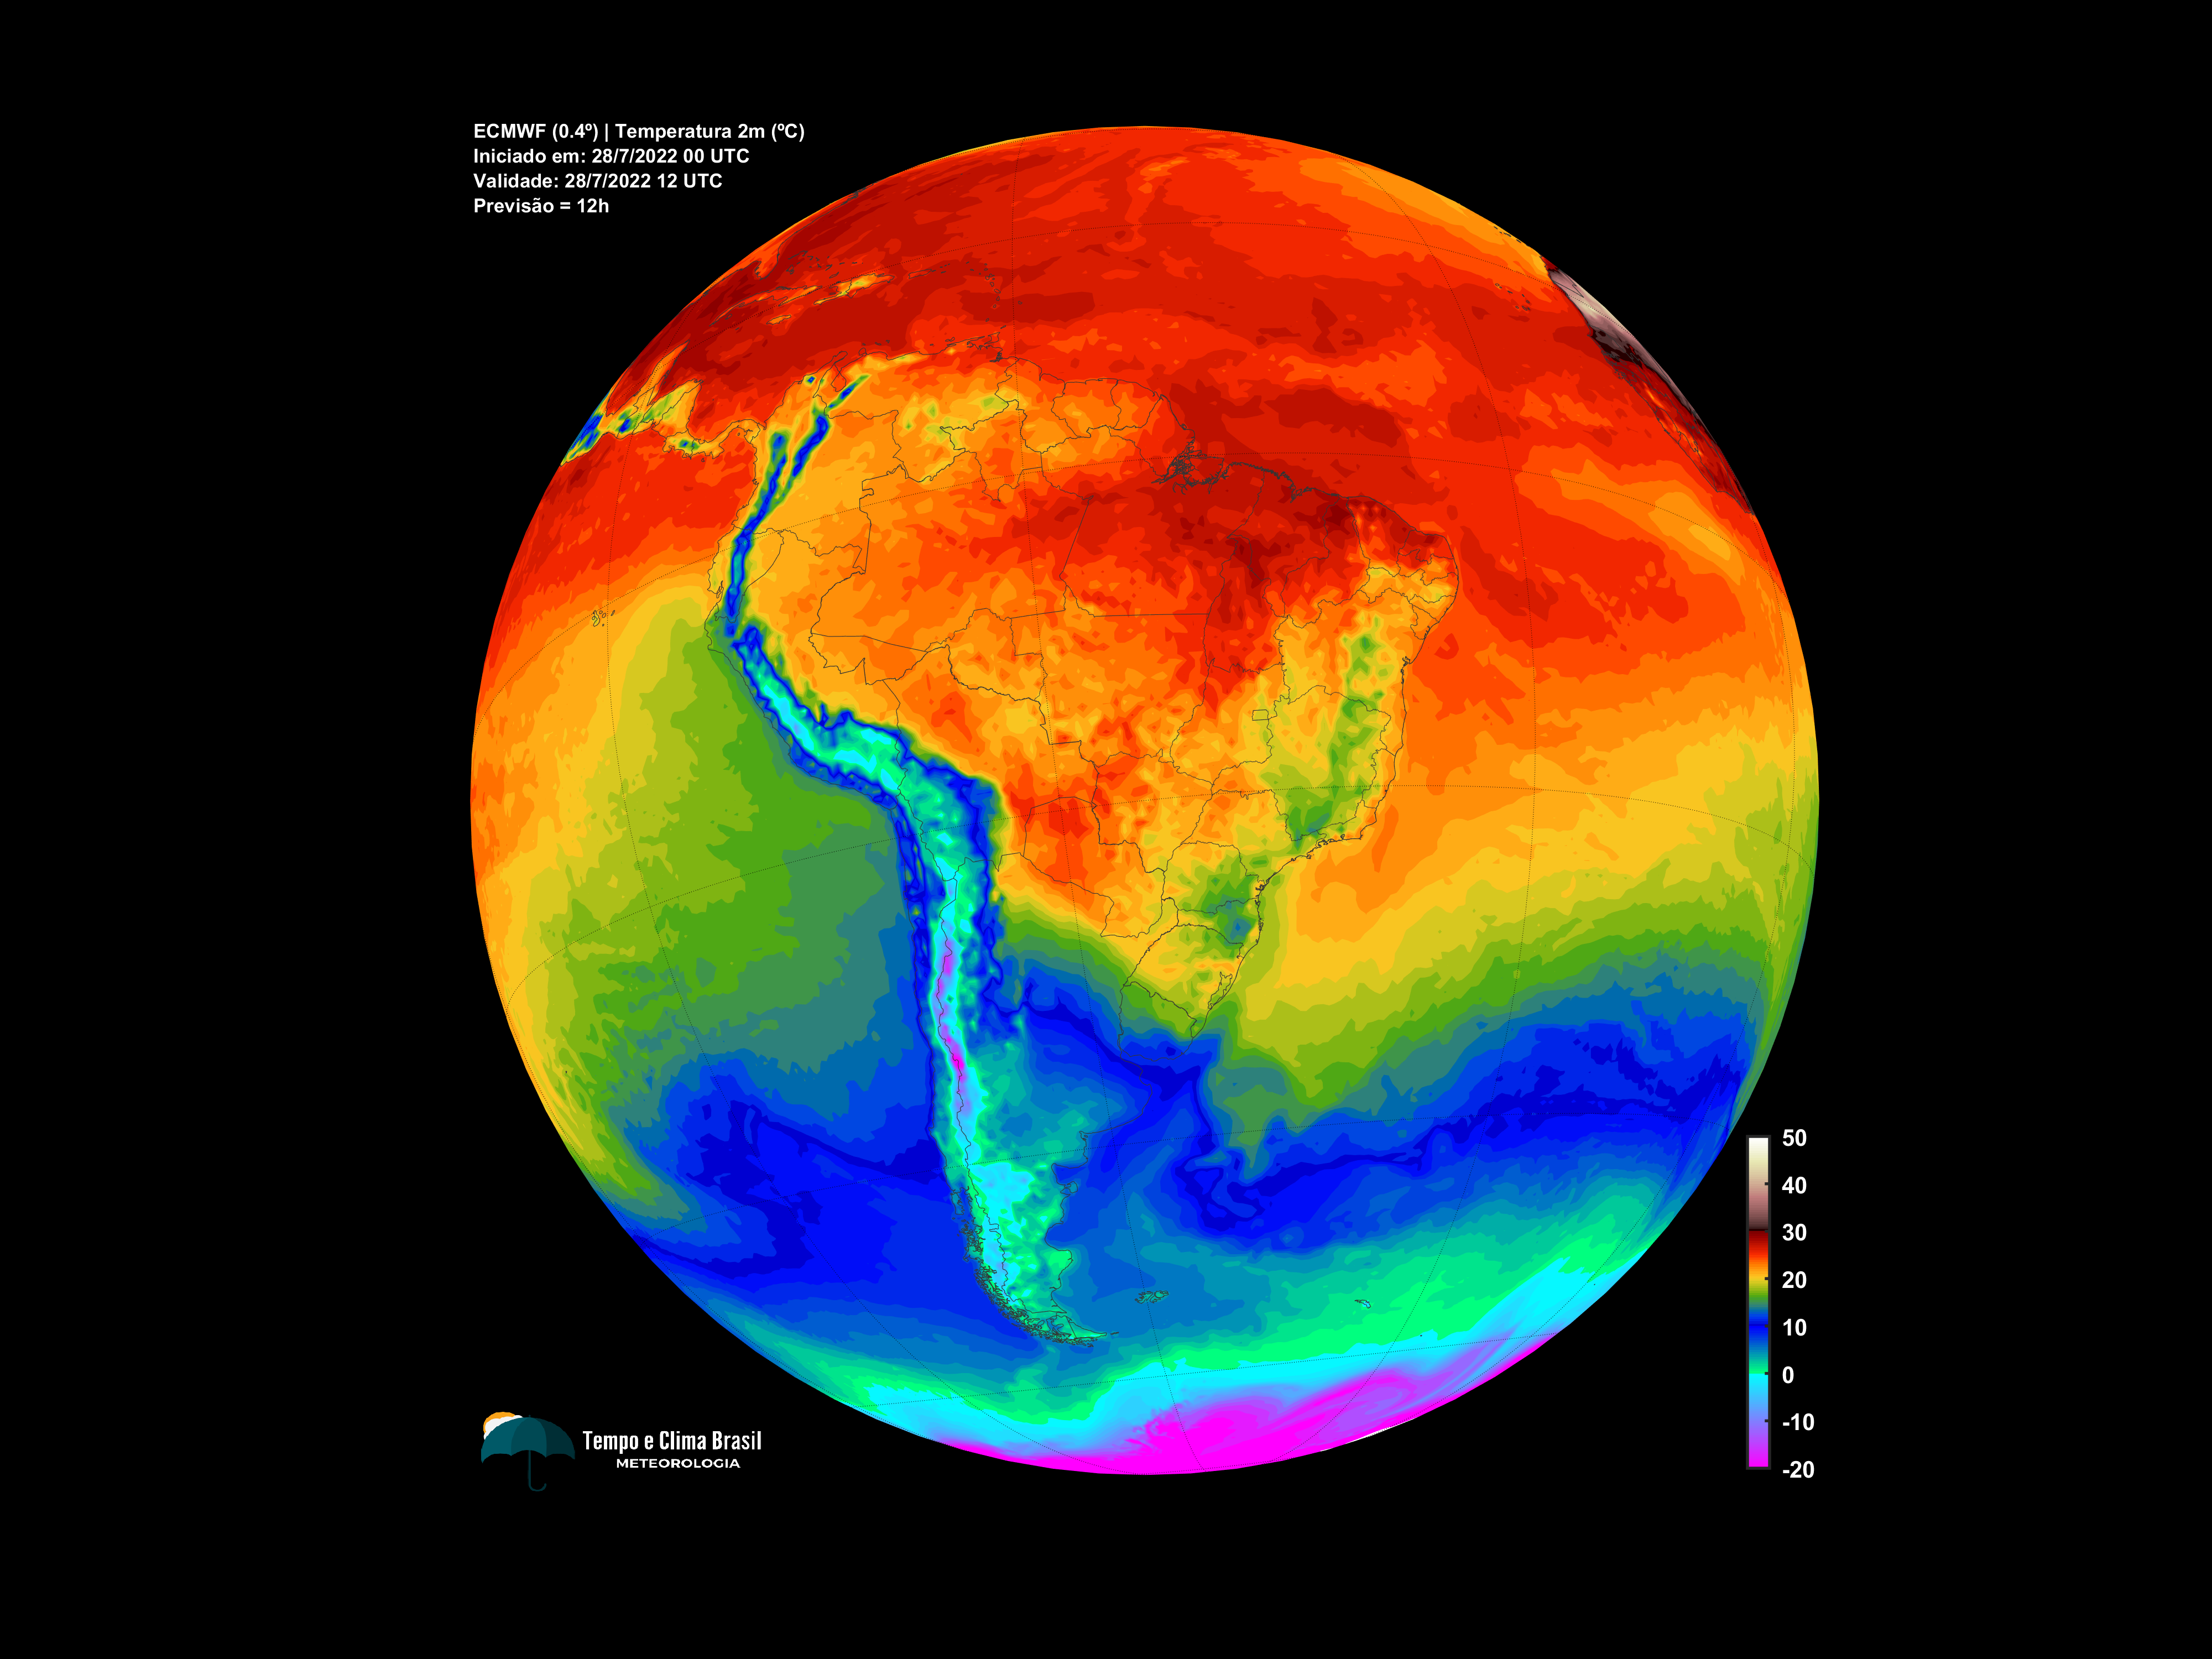 ECMWF (0.4º) | Temperatura 2m (ºC)
Iniciado em: 28/7/2022 00 UTC
Validade: 28/7/2022 12 UTC
Previsão = 12h
50
40
30
20
10
0
-10
-20
Tempo e Clima Brasil
METEOROLOGIA